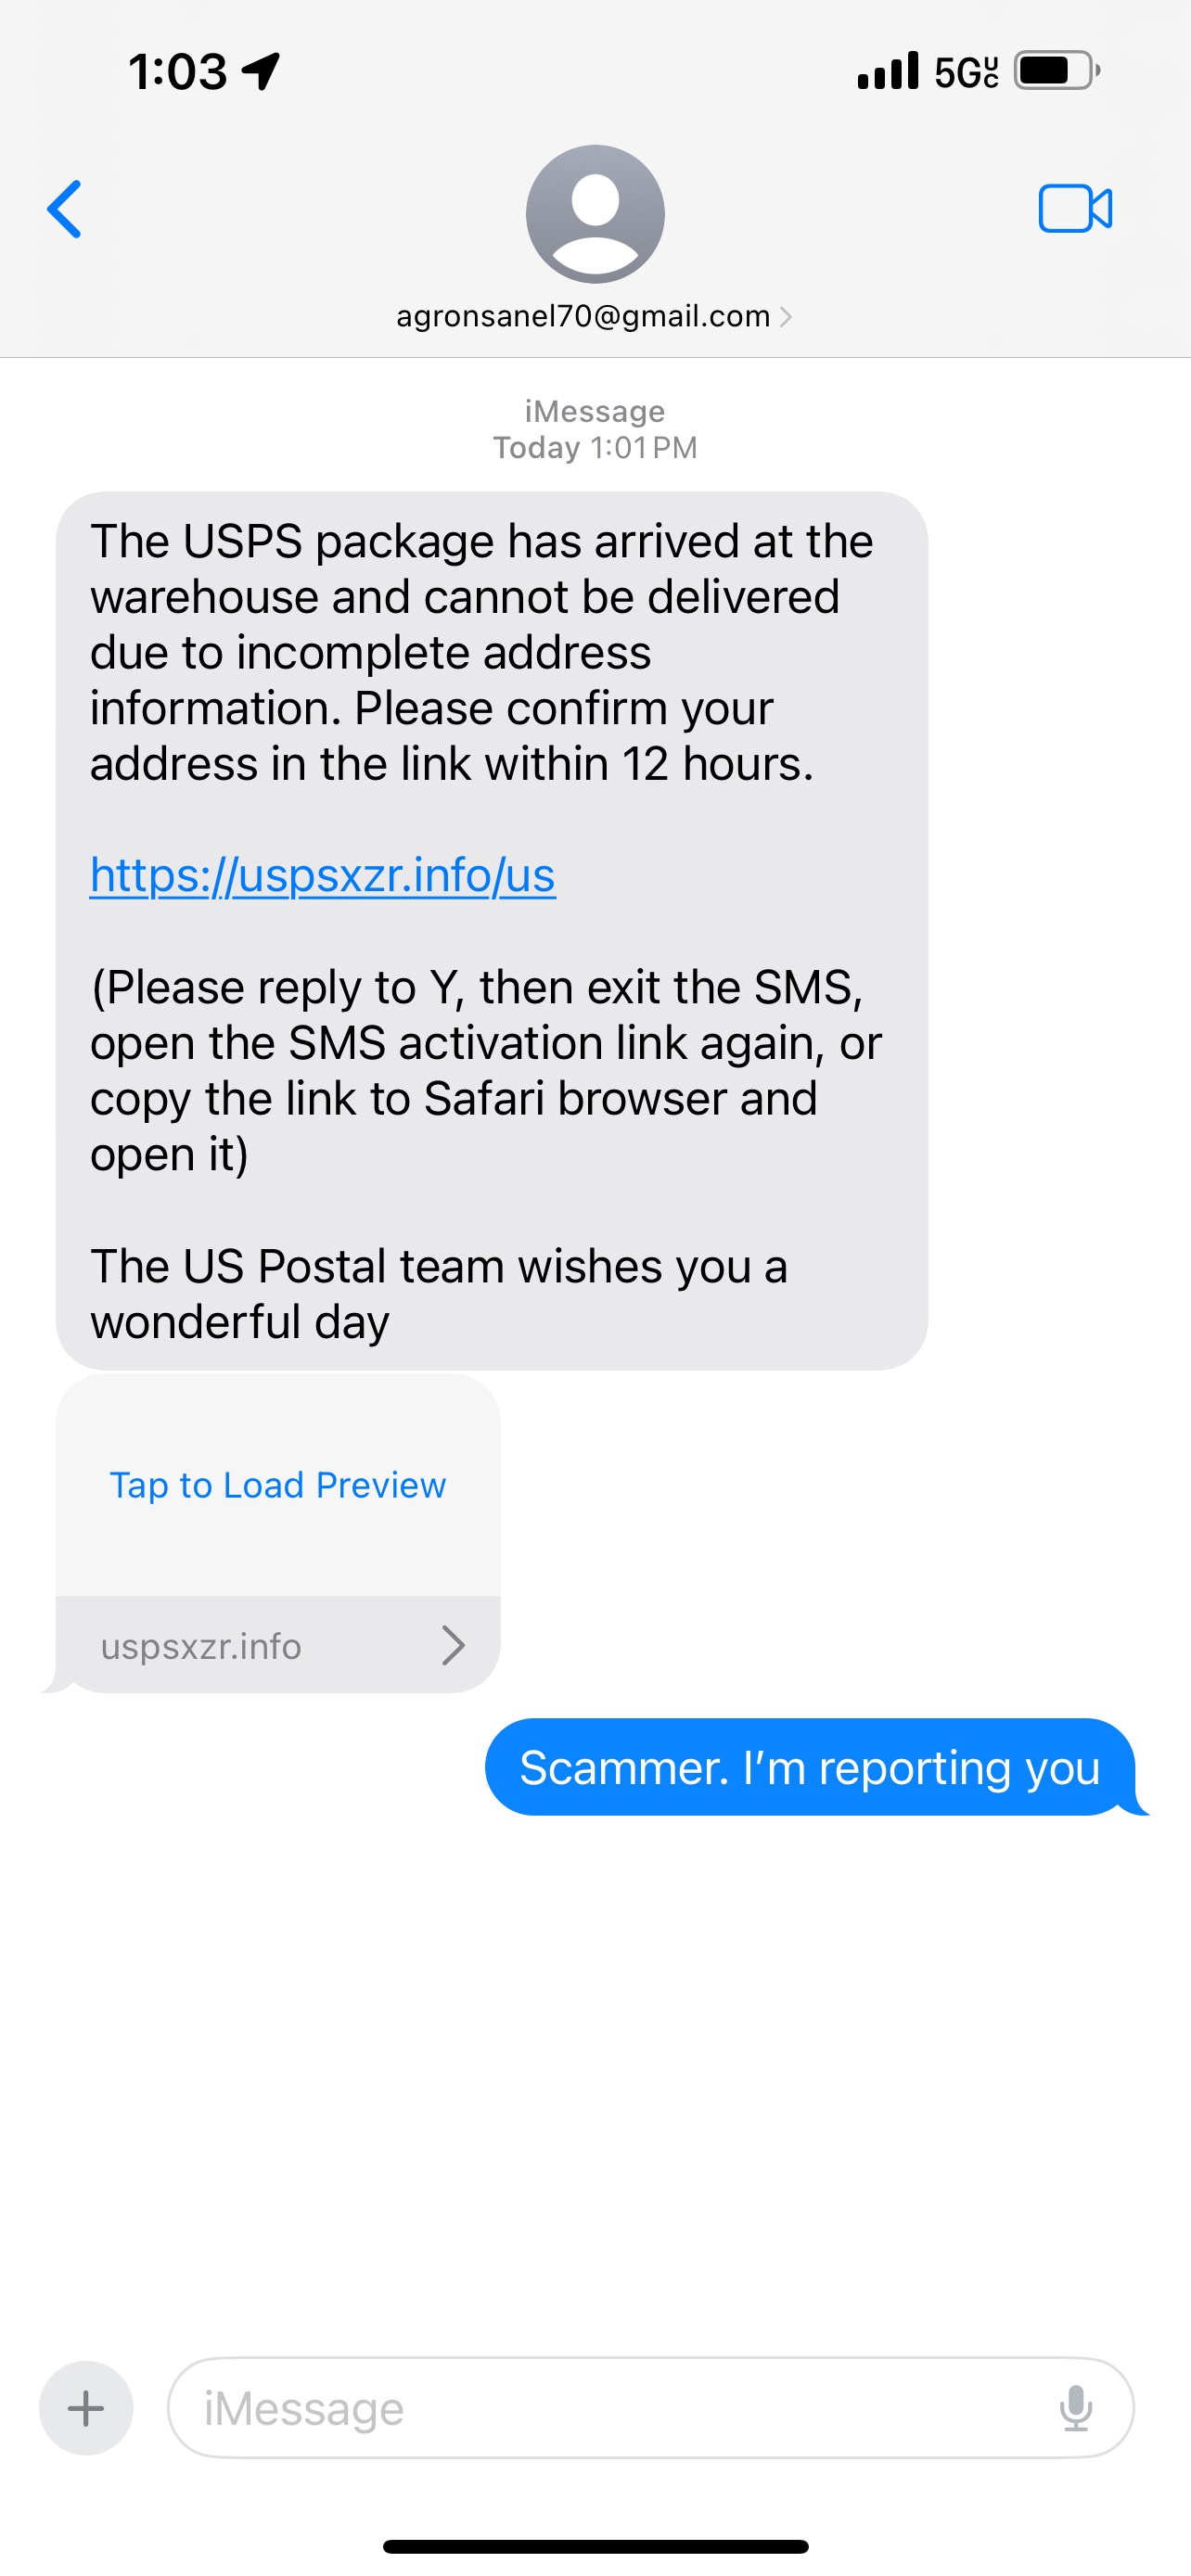 1:03
5GUC
agronsanel70@gmail.com
iMessage
Today 1:01 PM
The USPS package has arrived at the
warehouse and cannot be delivered
due to incomplete address
information. Please confirm your
address in the link within 12 hours.
https://uspsxzr.info/us
(Please reply to Y, then exit the SMS,
open the SMS activation link again, or
copy the link to Safari browser and
open it)
The US Postal team wishes you a
wonderful day
Tap to Load Preview
uspsxzr.info
Scammer. I’m reporting you
iMessage